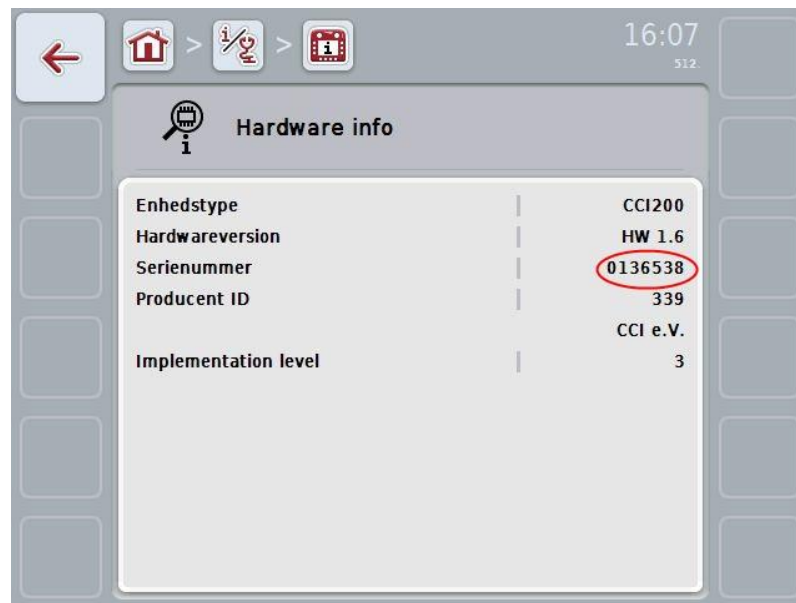 > i/ >
16:07
512.
Hardware info
Enhedstype | CCI200
Hardwareversion | HW 1.6
Serienummer | 0136538
Producent ID | 339
CCI e.V.
Implementation level | 3